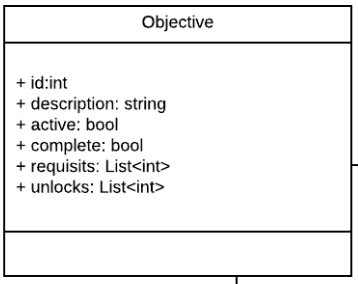 Objective
+ id:int
+ description: string
+ active: bool
+ complete: bool
+ requisits: List<int>
+ unlocks: List<int>